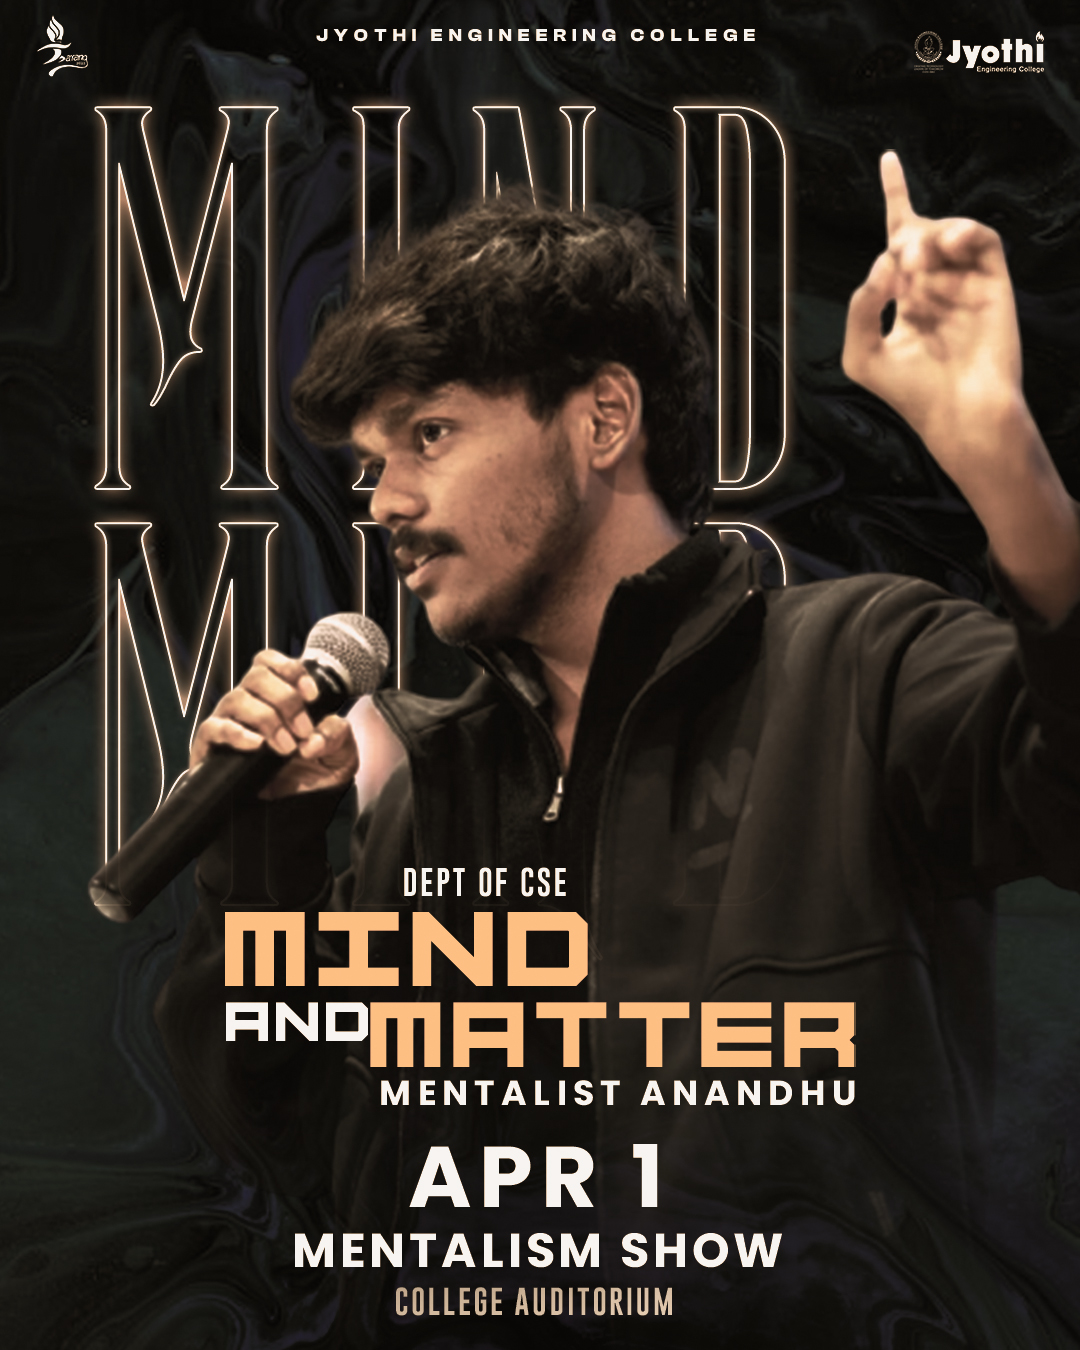 JYOTHI ENGINEERING COLLEGE
Jyothi
Engineering College
MIND
DEPT OF CSE
MIND
AND MATTER
MENTALIST ANANDHU
APR 1
MENTALISM SHOW
COLLEGE AUDITORIUM